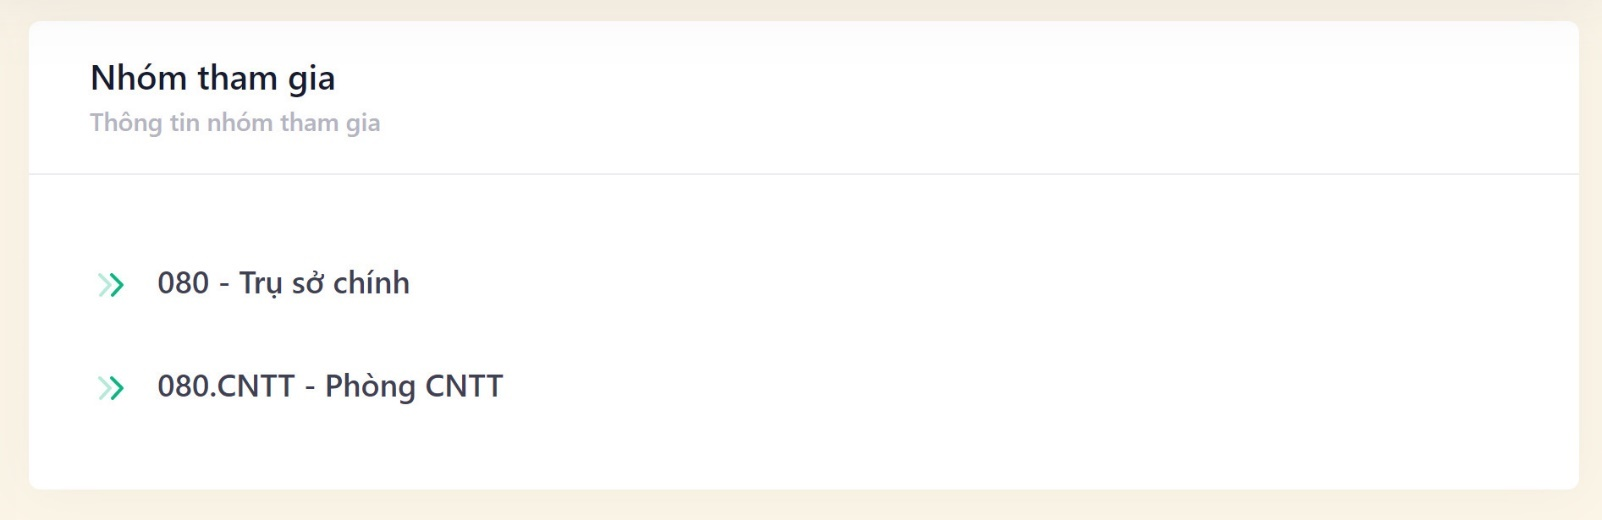 Nhóm tham gia
Thông tin nhóm tham gia
080 - Trụ sở chính
080.CNTT - Phòng CNTT